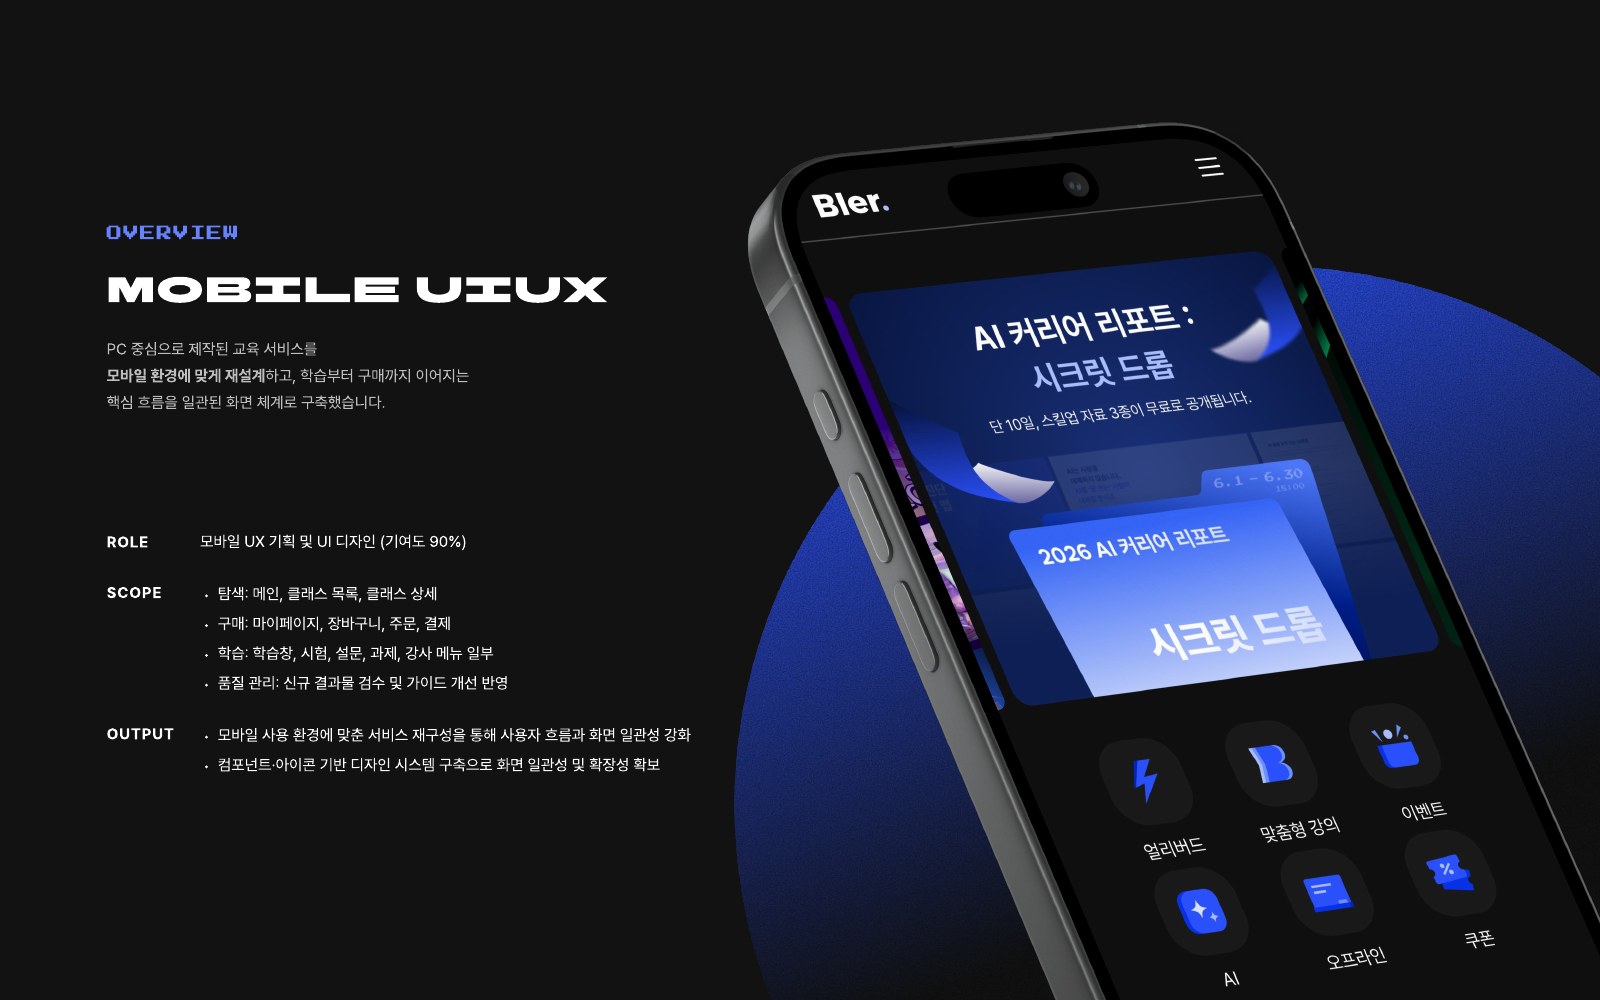 OVERVIEW
MOBILE UIUX
PC 중심으로 제작된 교육 서비스를
모바일 환경에 맞게 재설계하고, 학습부터 구매까지 이어지는
핵심 흐름을 일관된 화면 체계로 구축했습니다.
ROLE 모바일 UX 기획 및 UI 디자인 (기여도 90%)
SCOPE
• 탐색: 메인, 클래스 목록, 클래스 상세
• 구매: 마이페이지, 장바구니, 주문, 결제
• 학습: 학습창, 시험, 설문, 과제, 강사 메뉴 일부
• 품질 관리: 신규 결과물 검수 및 가이드 개선 반영
OUTPUT
• 모바일 사용 환경에 맞춘 서비스 재구성을 통해 사용자 흐름과 화면 일관성 강화
• 컴포넌트·아이콘 기반 디자인 시스템 구축으로 화면 일관성 및 확장성 확보
Bler.
AI 커리어 리포트 :
시크릿 드롭
단 10일, 스킬업 자료 3종이 무료로 공개됩니다.
6.1 – 6.30
15:00
2026 AI 커리어 리포트
시크릿 드롭
얼리버드
맞춤형 강의
이벤트
AI
오프라인
쿠폰